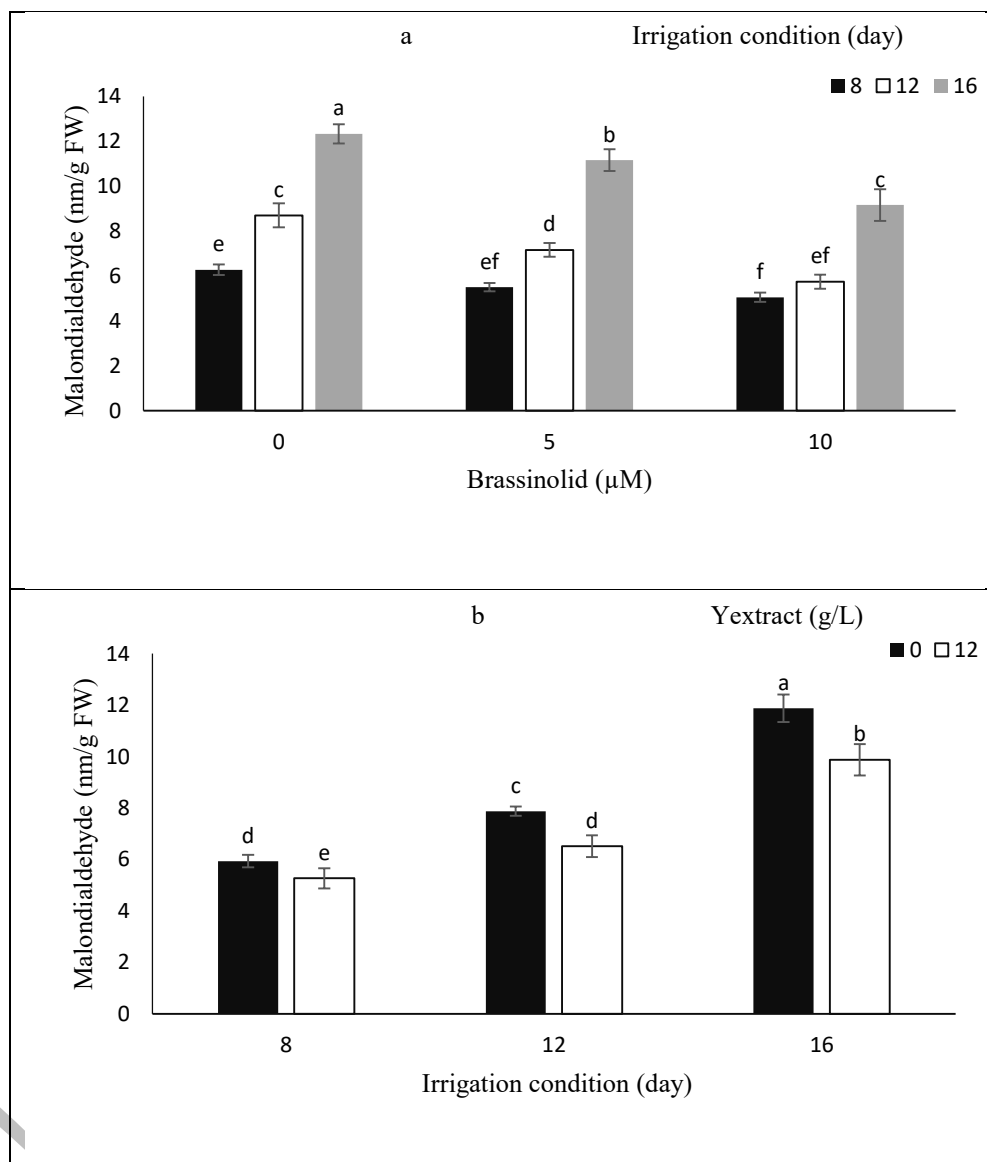 a Irrigation condition (day)
8 12 16
Malondialdehyde (nm/g FW)
14
12
10
8
6
4
2
0
e c a
ef d b
f ef c
0 5 10
Brassinolid (µM)
b Yextract (g/L)
0 12
Malondialdehyde (nm/g FW)
14
12
10
8
6
4
2
0
d e
c d
a b
8 12 16
Irrigation condition (day)